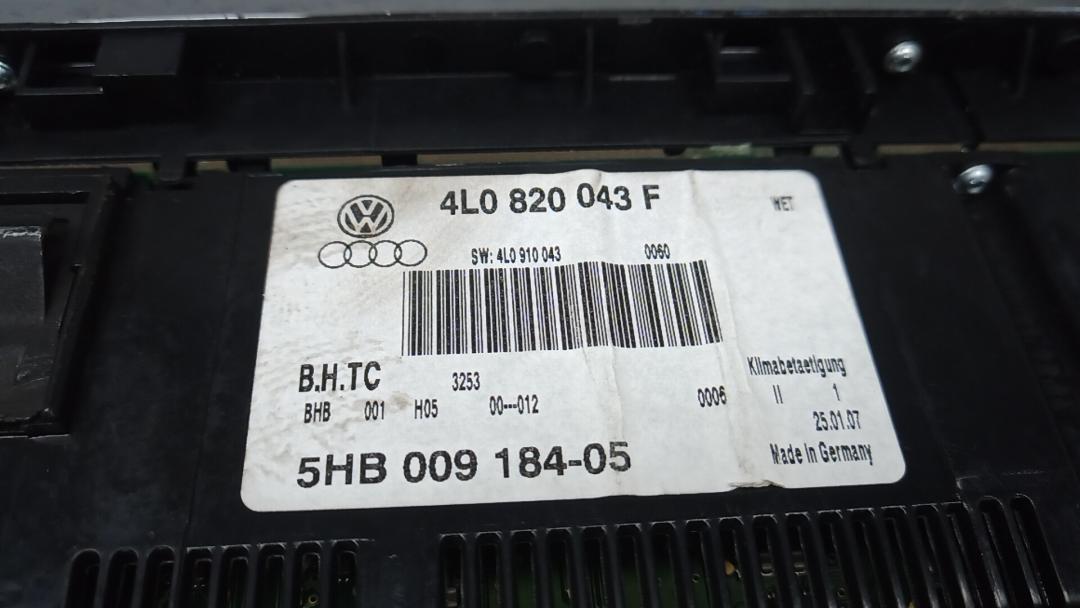 4L0 820 043 F
WET
SW: 4L0 910 043 0060
B.H.TC 3253
BHB 001 H05 00---012 0006
Klimabetaetigung
II 1
25.01.07
Made in Germany
5HB 009 184-05